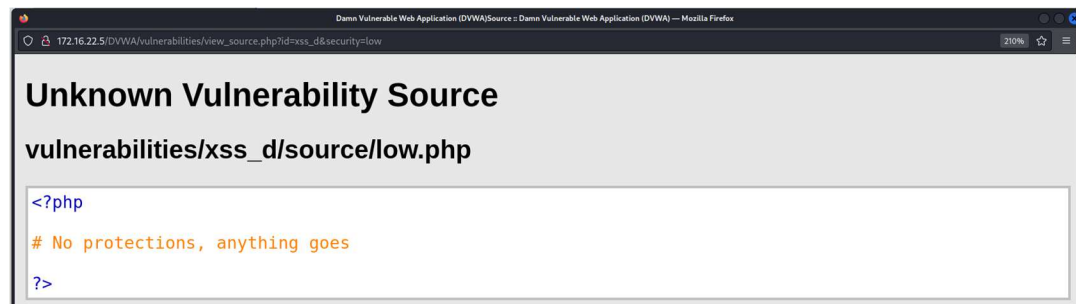 Damn Vulnerable Web Application (DVWA)Source :: Damn Vulnerable Web Application (DVWA) — Mozilla Firefox
172.16.22.5/DVWA/vulnerabilities/view_source.php?id=xss_d&security=low
210%
Unknown Vulnerability Source
vulnerabilities/xss_d/source/low.php
<?php
# No protections, anything goes
?>